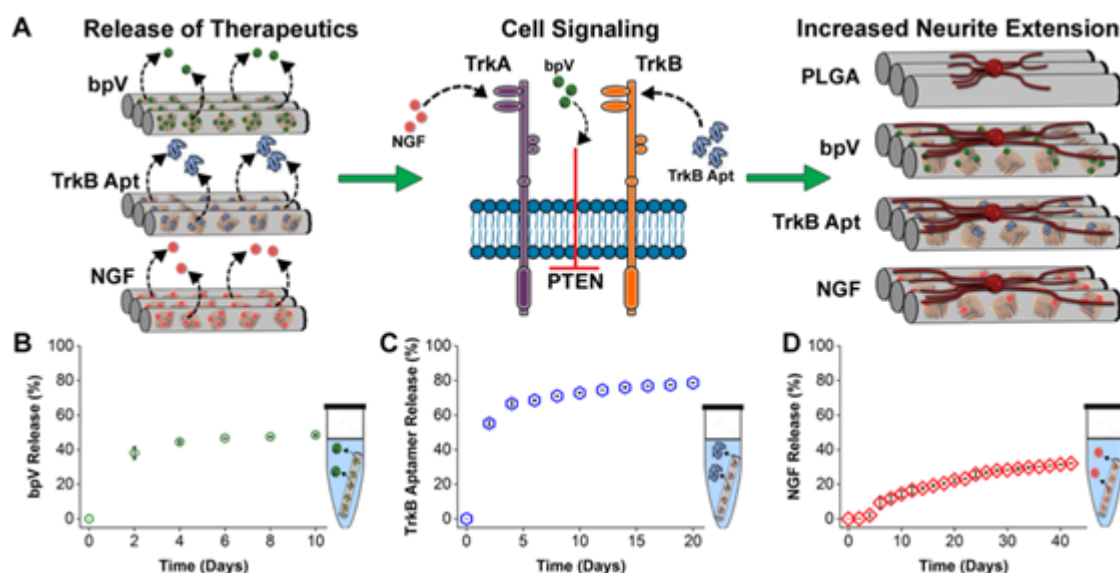 A
Release of Therapeutics
Cell Signaling
Increased Neurite Extension
bpV
TrkB Apt
NGF
TrkA
bpV
TrkB
NGF
TrkB Apt
PTEN
PLGA
bpV
TrkB Apt
NGF
B
bpV Release (%)
100
80
60
40
20
0
0 2 4 6 8 10
Time (Days)
C
TrkB Aptamer Release (%)
100
80
60
40
20
0
0 5 10 15 20
Time (Days)
D
NGF Release (%)
100
80
60
40
20
0
0 10 20 30 40
Time (Days)